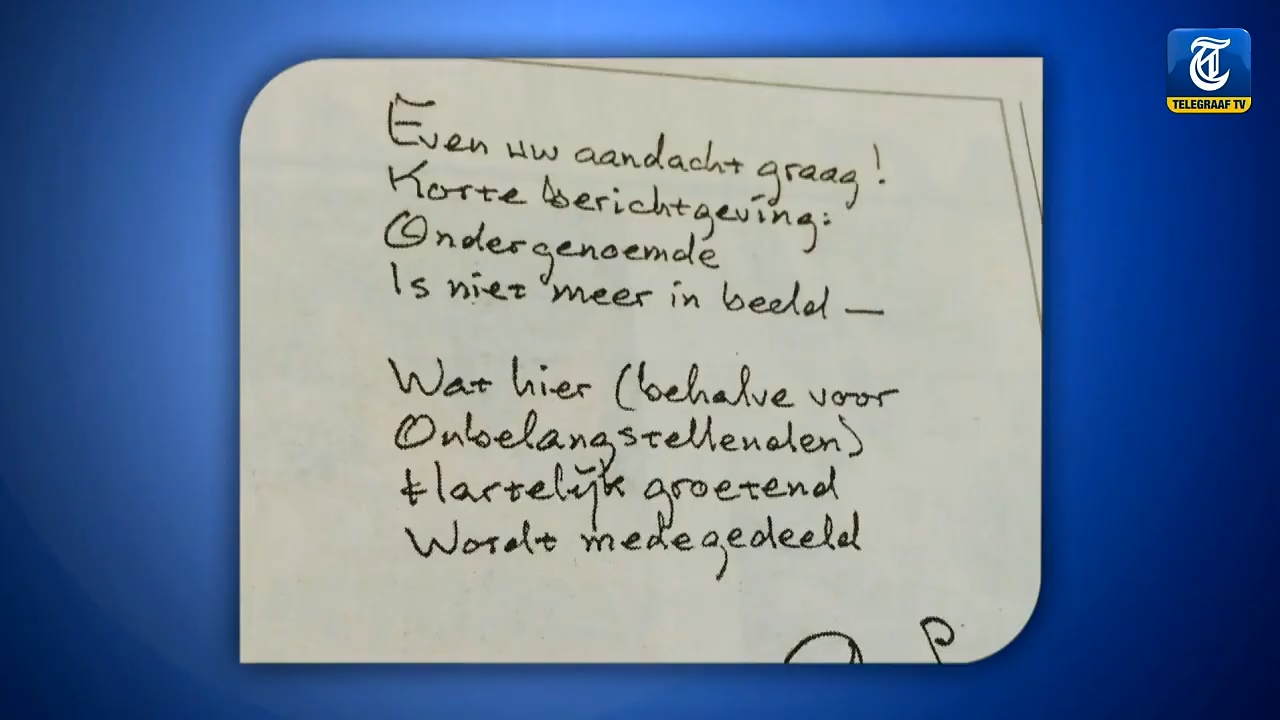 TELEGRAAF TV
Even uw aandacht graag!
Korte berichtgeving:
Ondergenoemde
Is niet meer in beeld —
Wat hier (behalve voor
Onbelangstellenden)
Hartelijk groetend
Wordt medegedeeld